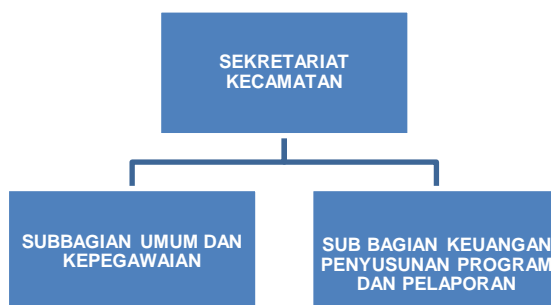 SEKRETARIAT
KECAMATAN
SUBBAGIAN UMUM DAN
KEPEGAWAIAN
SUB BAGIAN KEUANGAN
PENYUSUNAN PROGRAM
DAN PELAPORAN